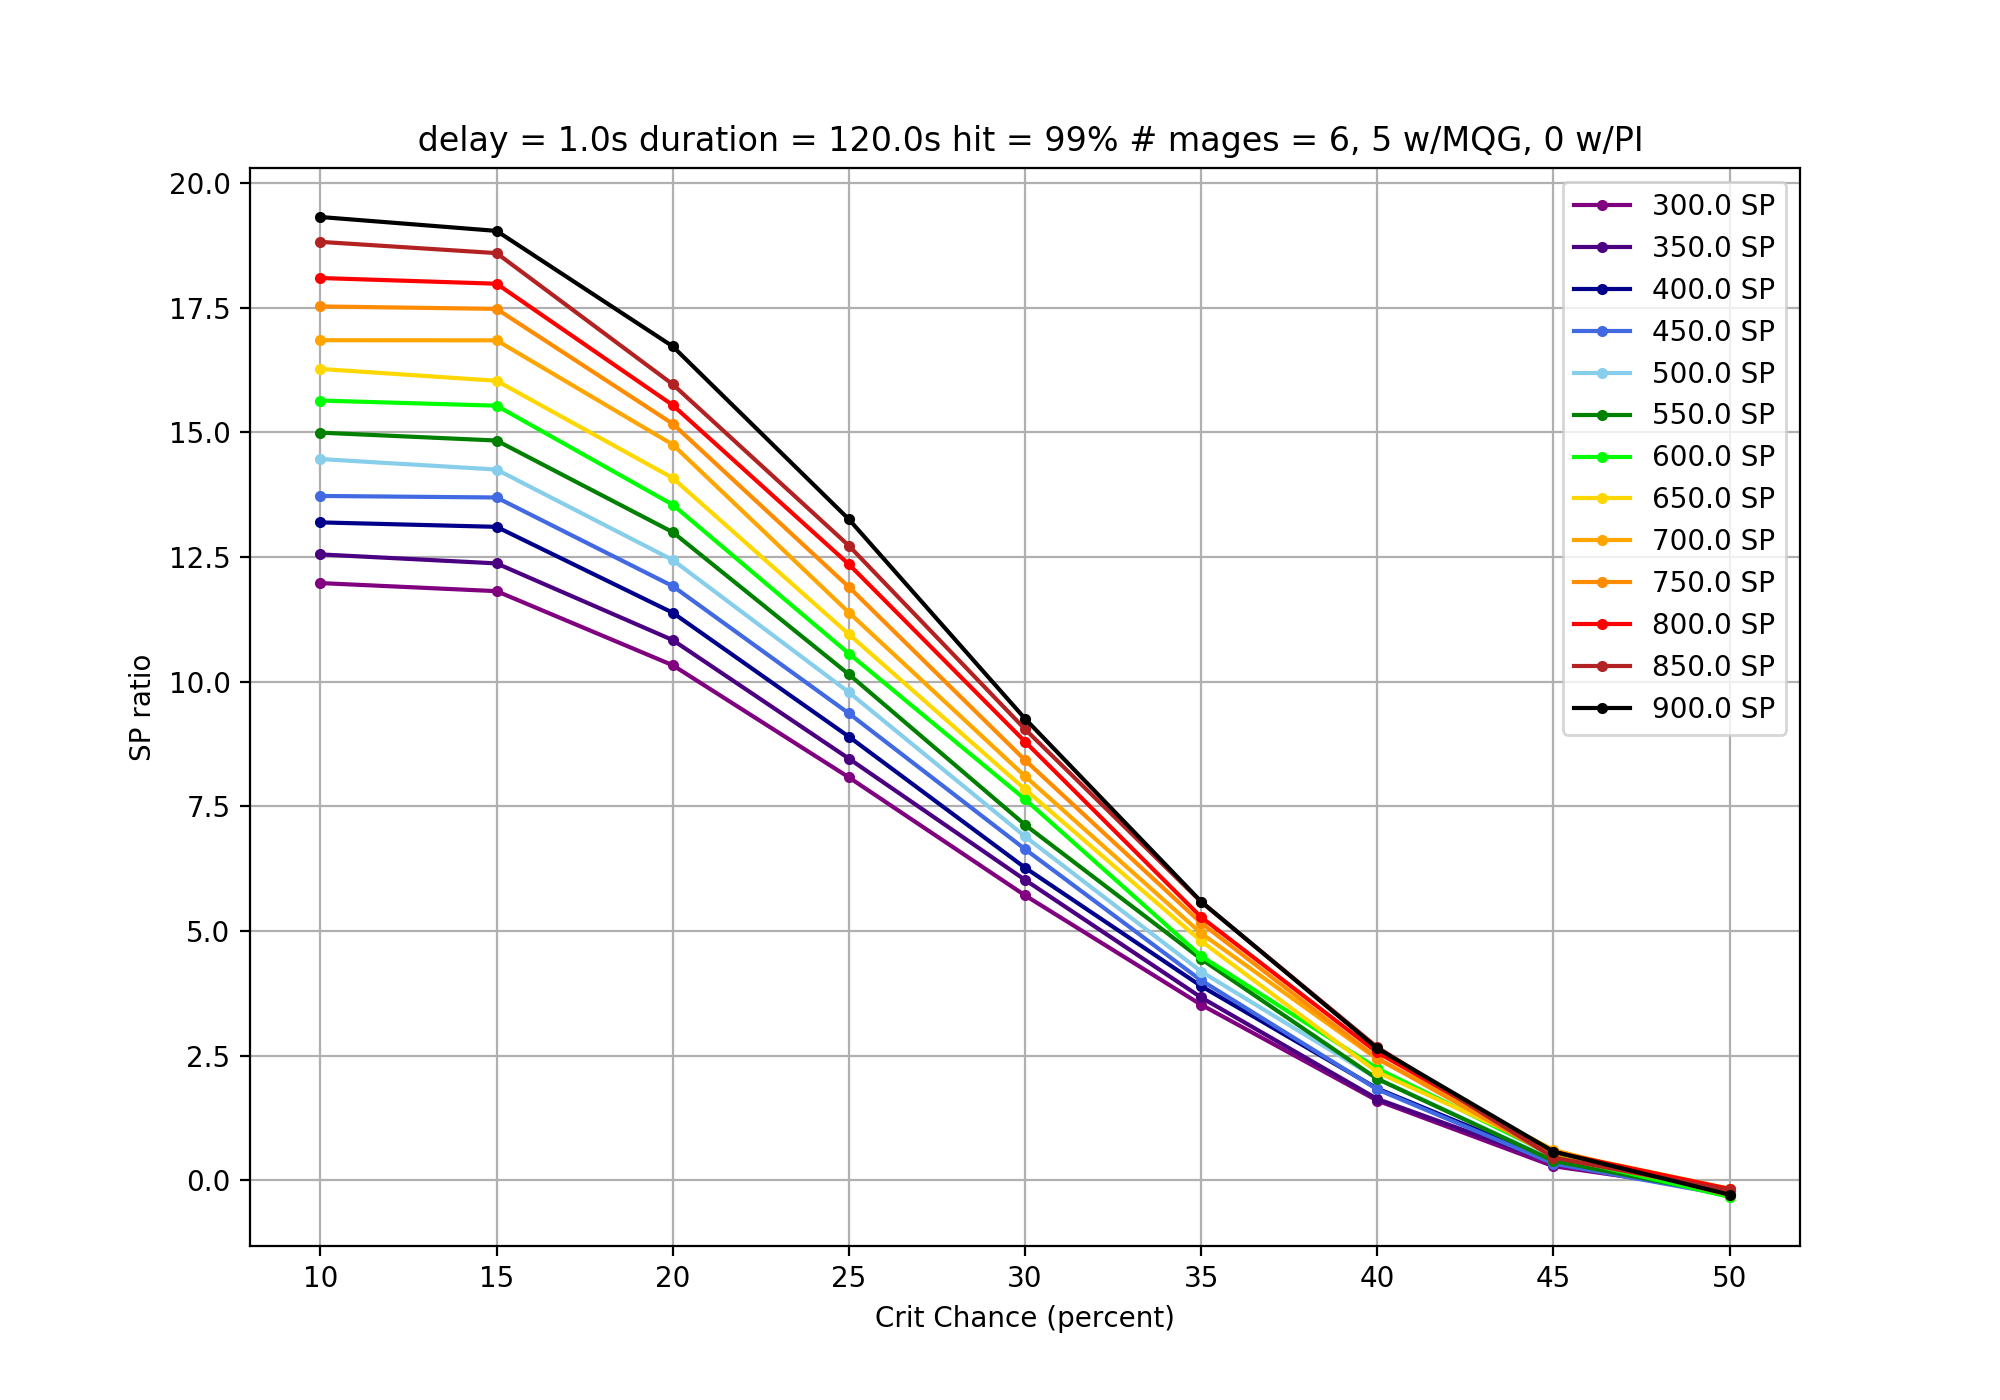 delay = 1.0s duration = 120.0s hit = 99% # mages = 6, 5 w/MQG, 0 w/PI
20.0
17.5
15.0
12.5
10.0
7.5
5.0
2.5
0.0
SP ratio
300.0 SP
350.0 SP
400.0 SP
450.0 SP
500.0 SP
550.0 SP
600.0 SP
650.0 SP
700.0 SP
750.0 SP
800.0 SP
850.0 SP
900.0 SP
10 15 20 25 30 35 40 45 50
Crit Chance (percent)